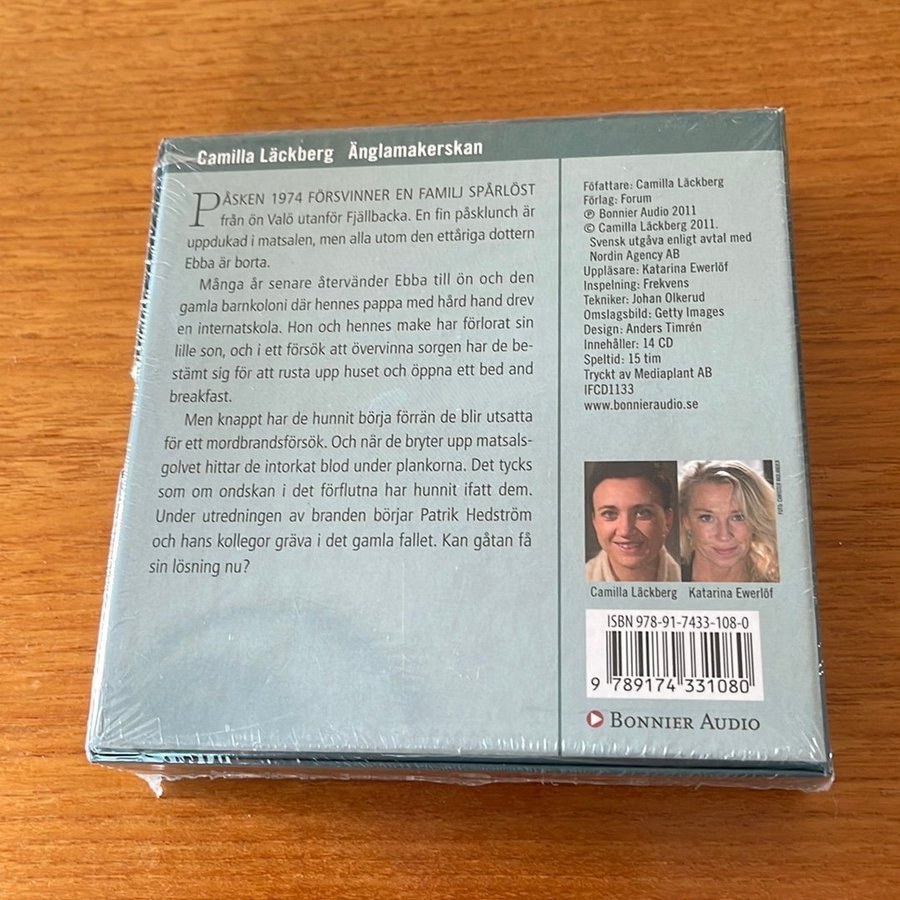 Camilla Läckberg Änglamakerskan
PÅSKEN 1974 FÖRSVINNER EN FAMILJ SPÅRLÖST
från ön Valö utanför Fjällbacka. En fin påsklunch är
uppdukad i matsalen, men alla utom den ettåriga dottern
Ebba är borta.
Många år senare återvänder Ebba till ön och den
gamla barnkoloni där hennes pappa med hård hand drev
en internatskola. Hon och hennes make har förlorat sin
lille son, och i ett försök att övervinna sorgen har de be-
stämt sig för att rusta upp huset och öppna ett bed and
breakfast.
Men knappt har de hunnit börja förrän de blir utsatta
för ett mordbrandsförsök. Och när de bryter upp matsals-
golvet hittar de intorkat blod under plankorna. Det tycks
som om ondskan i det förflutna har hunnit ifatt dem.
Under utredningen av branden börjar Patrik Hedström
och hans kollegor gräva i det gamla fallet. Kan gåtan få
sin lösning nu?
Föfattare: Camilla Läckberg
Förlag: Forum
℗ Bonnier Audio 2011
© Camilla Läckberg 2011.
Svensk utgåva enligt avtal med
Nordin Agency AB
Uppläsare: Katarina Ewerlöf
Inspelning: Frekvens
Tekniker: Johan Olkerud
Omslagsbild: Getty Images
Design: Anders Timrén
Innehåller: 14 CD
Speltid: 15 tim
Tryckt av Mediaplant AB
IFCD1133
www.bonnieraudio.se
Camilla Läckberg Katarina Ewerlöf
ISBN 978-91-7433-108-0
9 789174 331080
BONNIER AUDIO